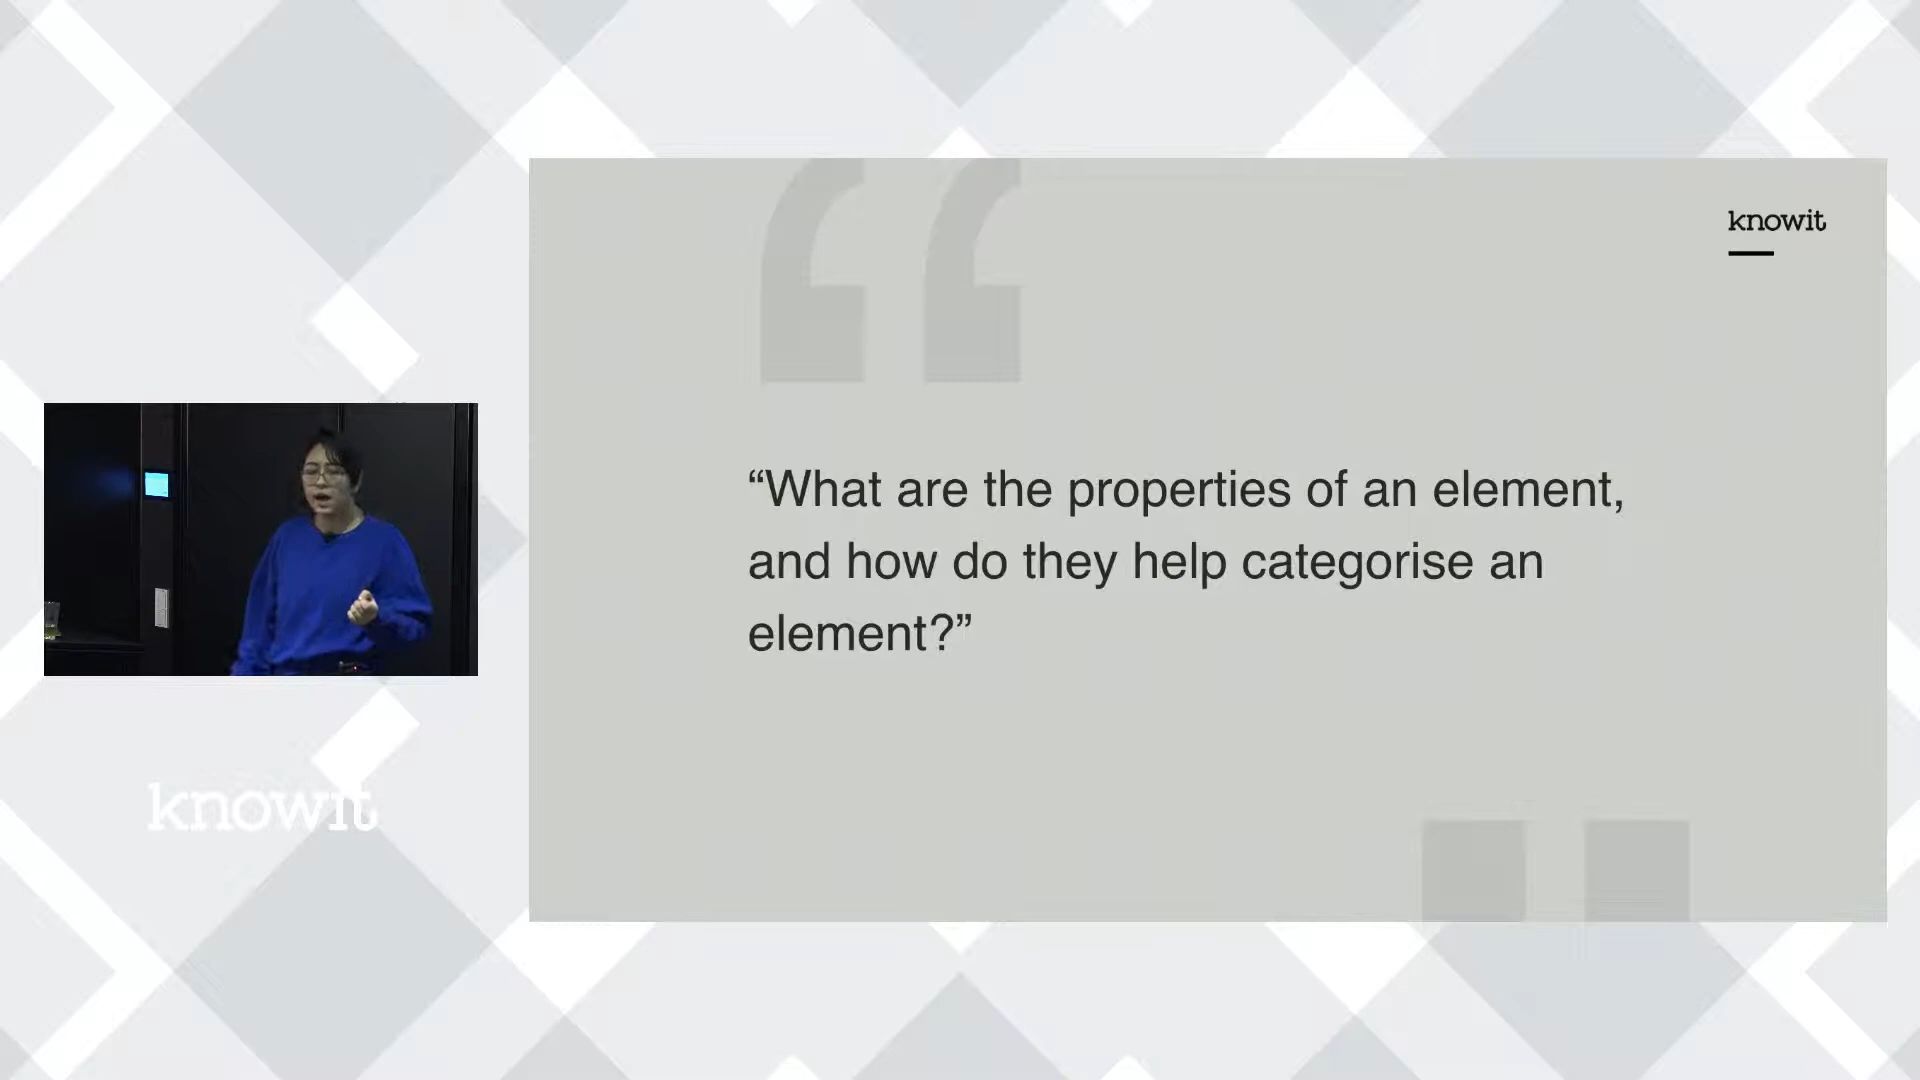 knowit
“What are the properties of an element,
and how do they help categorise an
element?”
knowit